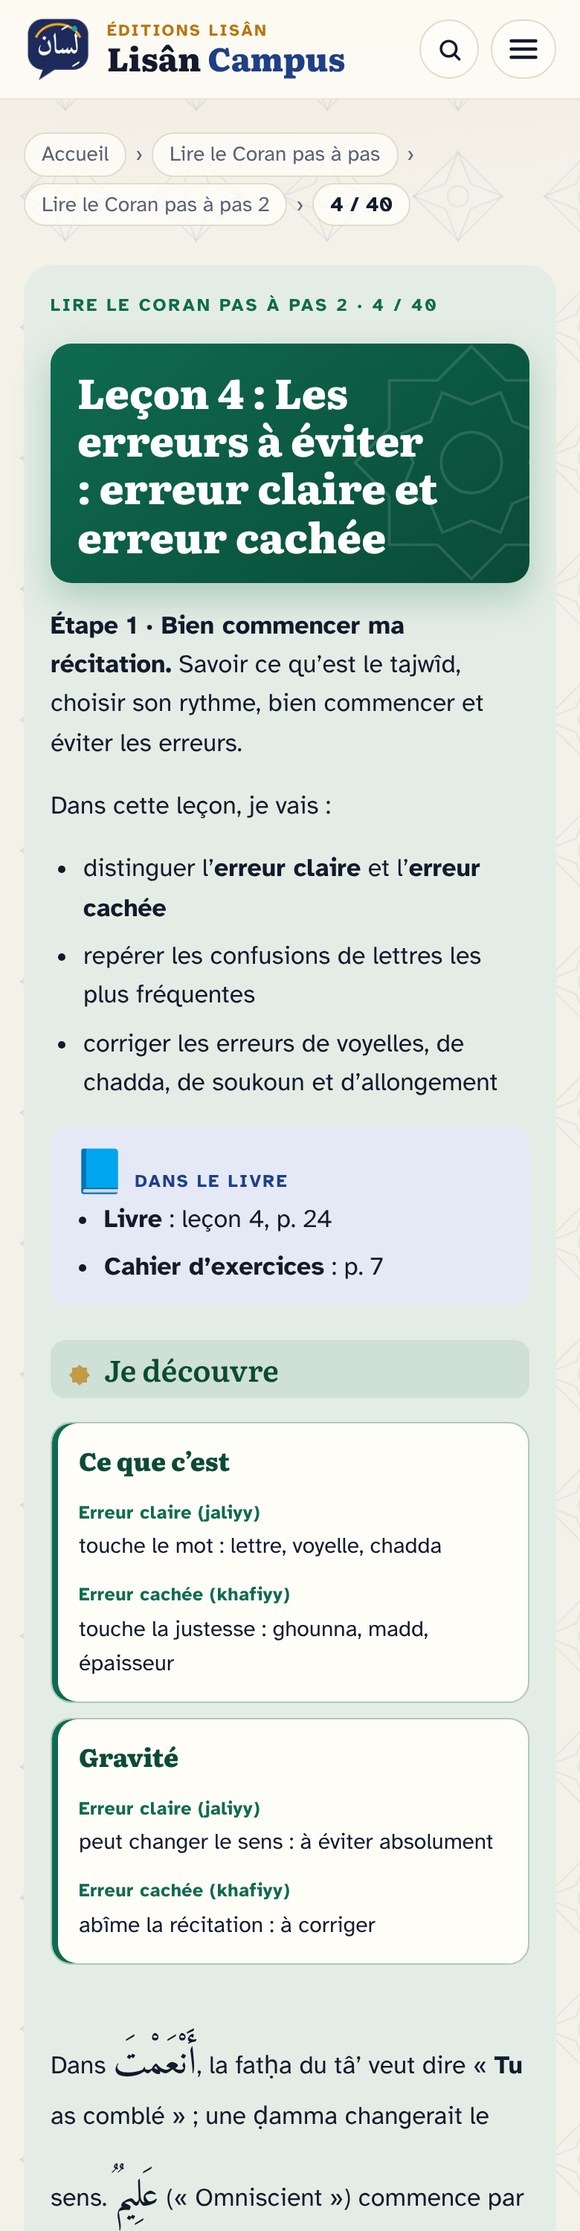 لِسَان
ÉDITIONS LISÂN
Lisân Campus
Accueil › Lire le Coran pas à pas ›
Lire le Coran pas à pas 2 › 4 / 40
LIRE LE CORAN PAS À PAS 2 · 4 / 40
Leçon 4 : Les
erreurs à éviter
: erreur claire et
erreur cachée
Étape 1 · Bien commencer ma
récitation. Savoir ce qu’est le tajwîd,
choisir son rythme, bien commencer et
éviter les erreurs.
Dans cette leçon, je vais :
• distinguer l’erreur claire et l’erreur
cachée
• repérer les confusions de lettres les
plus fréquentes
• corriger les erreurs de voyelles, de
chadda, de soukoun et d’allongement
📘 DANS LE LIVRE
• Livre : leçon 4, p. 24
• Cahier d’exercices : p. 7
Je découvre
Ce que c’est
Erreur claire (jaliyy)
touche le mot : lettre, voyelle, chadda
Erreur cachée (khafiyy)
touche la justesse : ghounna, madd,
épaisseur
Gravité
Erreur claire (jaliyy)
peut changer le sens : à éviter absolument
Erreur cachée (khafiyy)
abîme la récitation : à corriger
Dans أَنْعَمْتَ, la fatḥa du tâ’ veut dire « Tu
as comblé » ; une ḍamma changerait le
sens. عَلِيمٌ (« Omniscient ») commence par